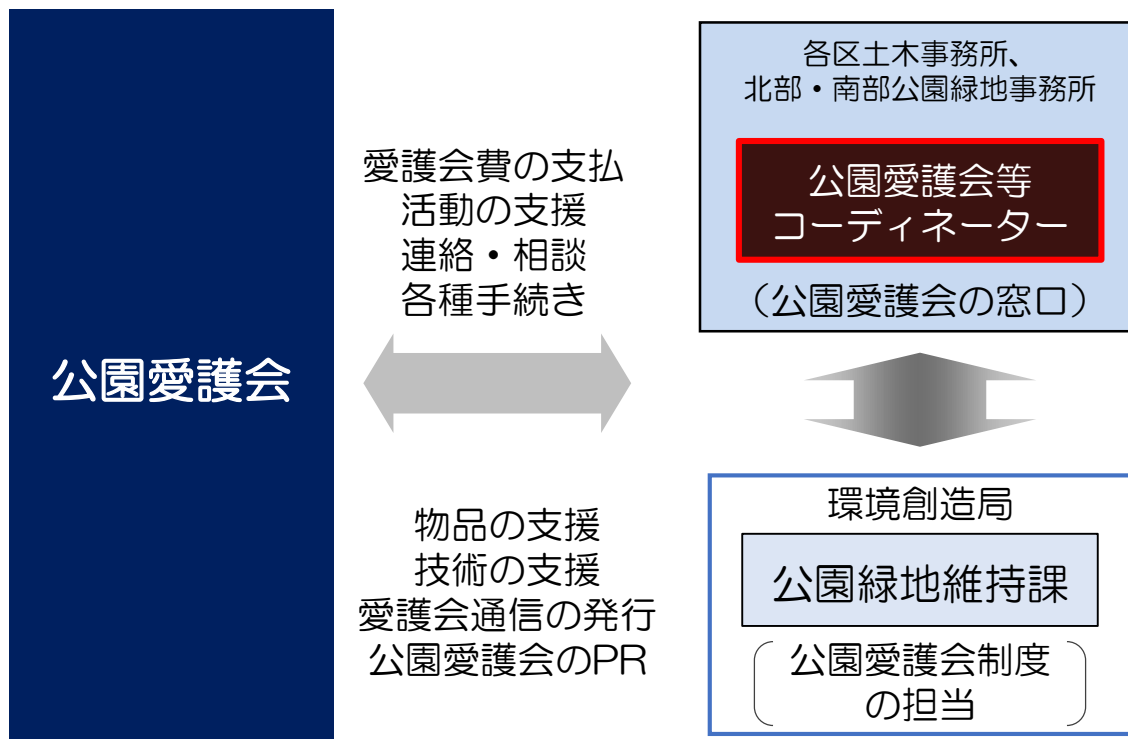 公園愛護会
愛護会費の支払
活動の支援
連絡・相談
各種手続き
物品の支援
技術の支援
愛護会通信の発行
公園愛護会のPR
各区土木事務所、
北部・南部公園緑地事務所
公園愛護会等
コーディネーター
（公園愛護会の窓口）
環境創造局
公園緑地維持課
公園愛護会制度
の担当